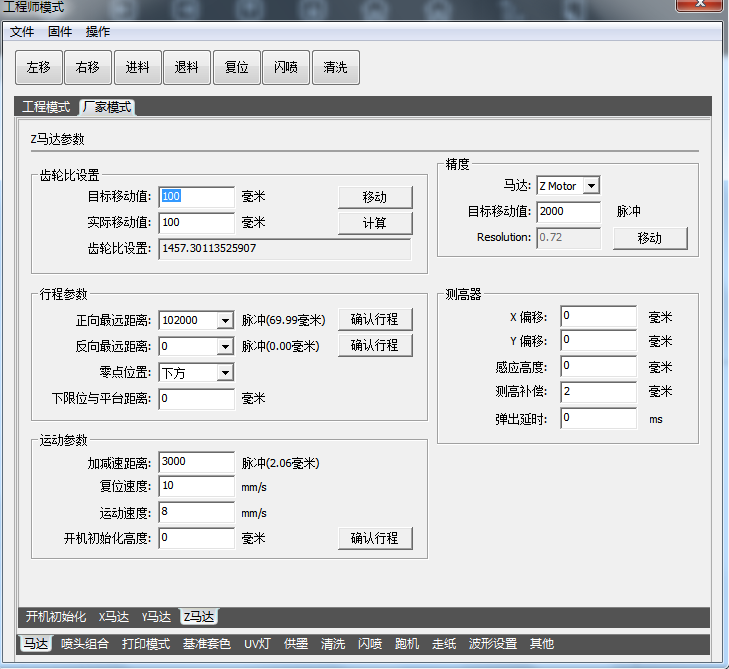 工程师模式
文件 固件 操作
左移 右移 进料 退料 复位 闪喷 清洗
工程模式 厂家模式
Z马达参数
齿轮比设置
目标移动值: 100 毫米 移动
实际移动值: 100 毫米 计算
齿轮比设置: 1457.30113525907
精度
马达: Z Motor
目标移动值: 2000 脉冲
Resolution: 0.72 移动
行程参数
正向最远距离: 102000 脉冲(69.99毫米) 确认行程
反向最远距离: 0 脉冲(0.00毫米) 确认行程
零点位置: 下方
下限位与平台距离: 0 毫米
测高器
X 偏移: 0 毫米
Y 偏移: 0 毫米
感应高度: 0 毫米
测高补偿: 2 毫米
弹出延时: 0 ms
运动参数
加减速距离: 3000 脉冲(2.06毫米)
复位速度: 10 mm/s
运动速度: 8 mm/s
开机初始化高度: 0 毫米 确认行程
开机初始化 X马达 Y马达 Z马达
马达 喷头组合 打印模式 基准套色 UV灯 供墨 清洗 闪喷 跑机 走纸 波形设置 其他